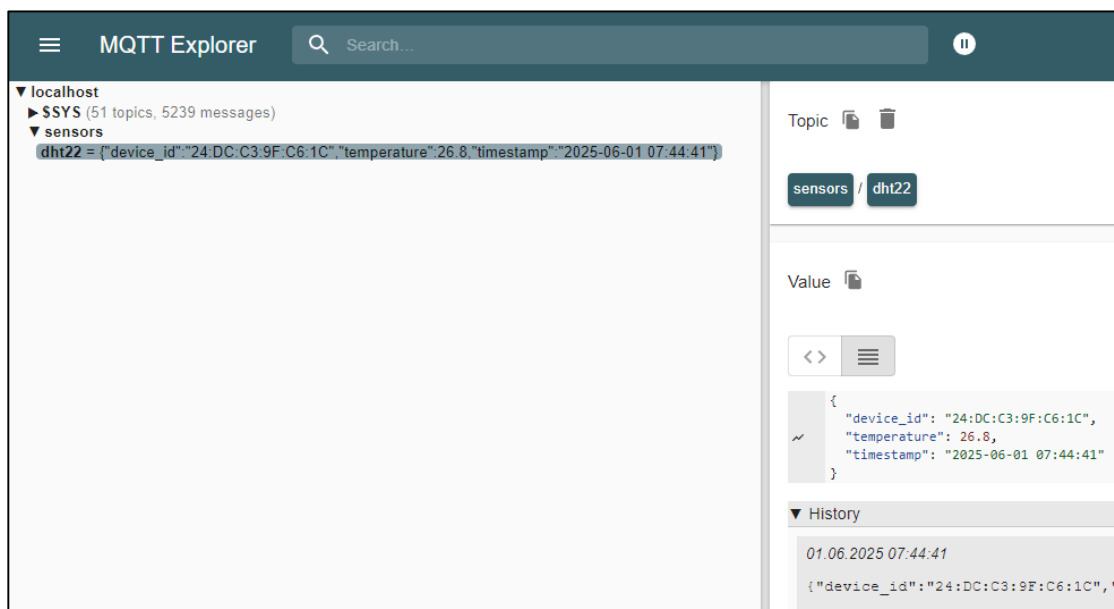 MQTT Explorer
Search...
▼ localhost
▶ $SYS (51 topics, 5239 messages)
▼ sensors
dht22 = {"device_id":"24:DC:C3:9F:C6:1C","temperature":26.8,"timestamp":"2025-06-01 07:44:41"}
Topic
sensors / dht22
Value
{
"device_id": "24:DC:C3:9F:C6:1C",
"temperature": 26.8,
"timestamp": "2025-06-01 07:44:41"
}
▼ History
01.06.2025 07:44:41
{"device_id":"24:DC:C3:9F:C6:1C","